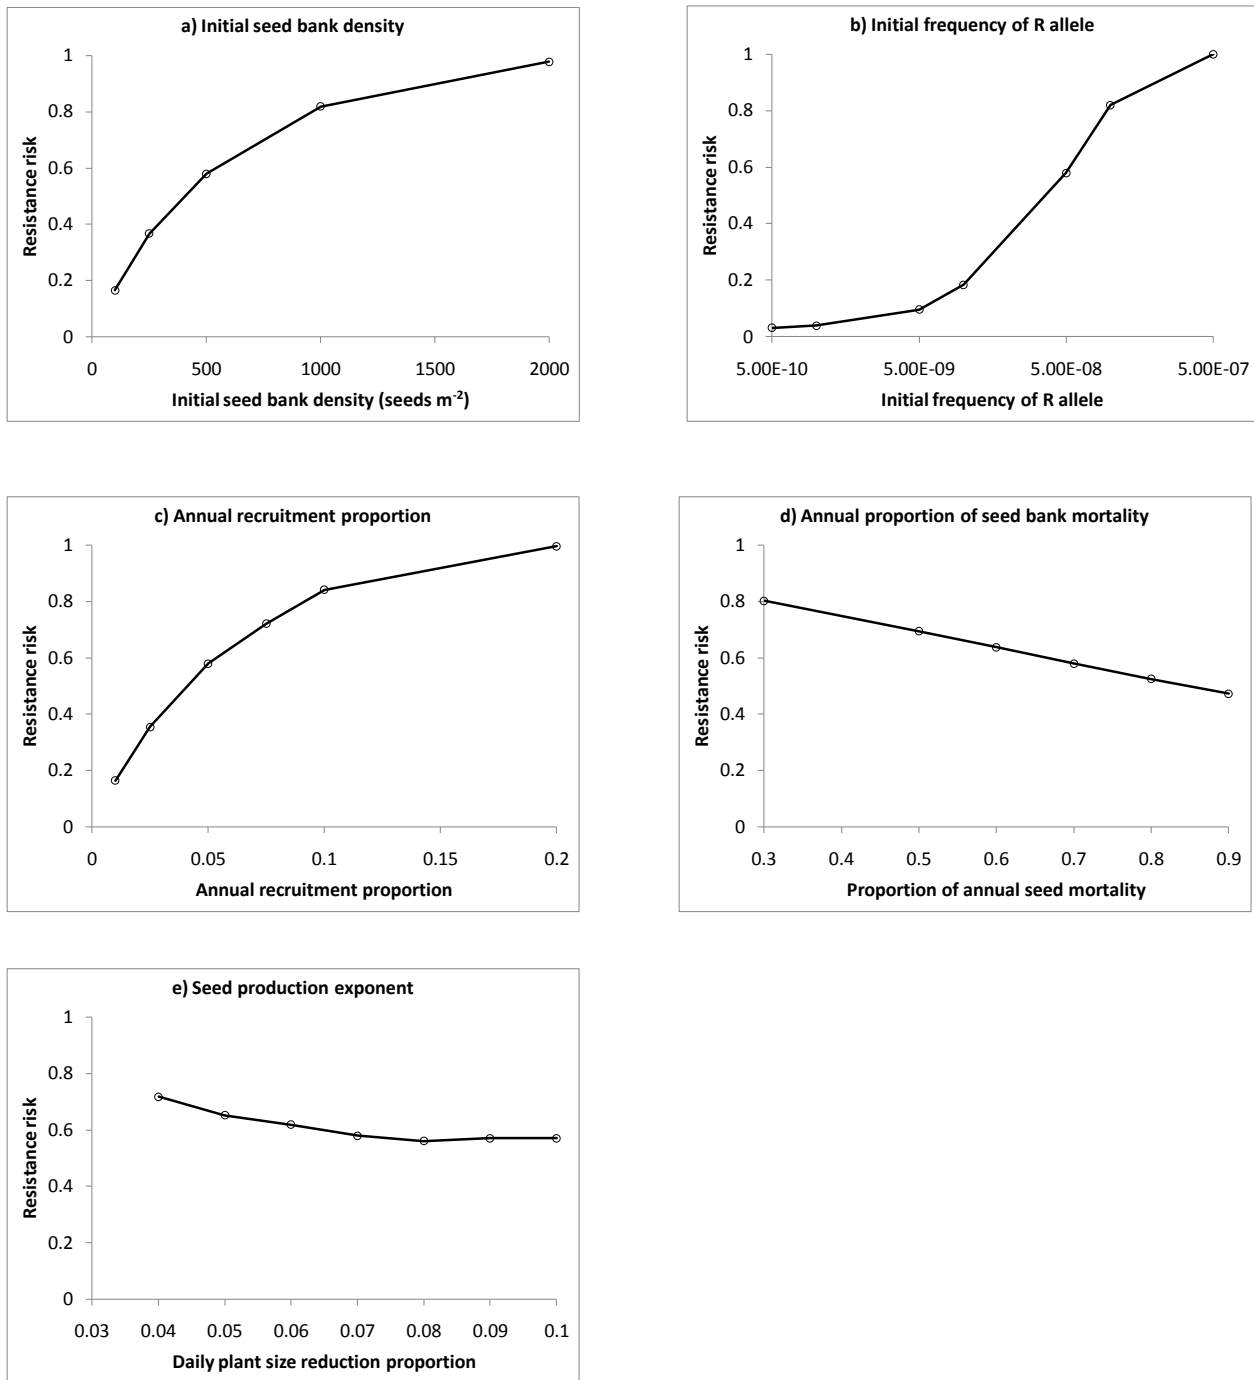 a) Initial seed bank density
1
0.8
0.6
0.4
0.2
0
Resistance risk
0 500 1000 1500 2000
Initial seed bank density (seeds m⁻²)
b) Initial frequency of R allele
1
0.8
0.6
0.4
0.2
0
Resistance risk
5.00E-10 5.00E-09 5.00E-08 5.00E-07
Initial frequency of R allele
c) Annual recruitment proportion
1
0.8
0.6
0.4
0.2
0
Resistance risk
0 0.05 0.1 0.15 0.2
Annual recruitment proportion
d) Annual proportion of seed bank mortality
1
0.8
0.6
0.4
0.2
0
Resistance risk
0.3 0.4 0.5 0.6 0.7 0.8 0.9
Proportion of annual seed mortality
e) Seed production exponent
1
0.8
0.6
0.4
0.2
0
Resistance risk
0.03 0.04 0.05 0.06 0.07 0.08 0.09 0.1
Daily plant size reduction proportion